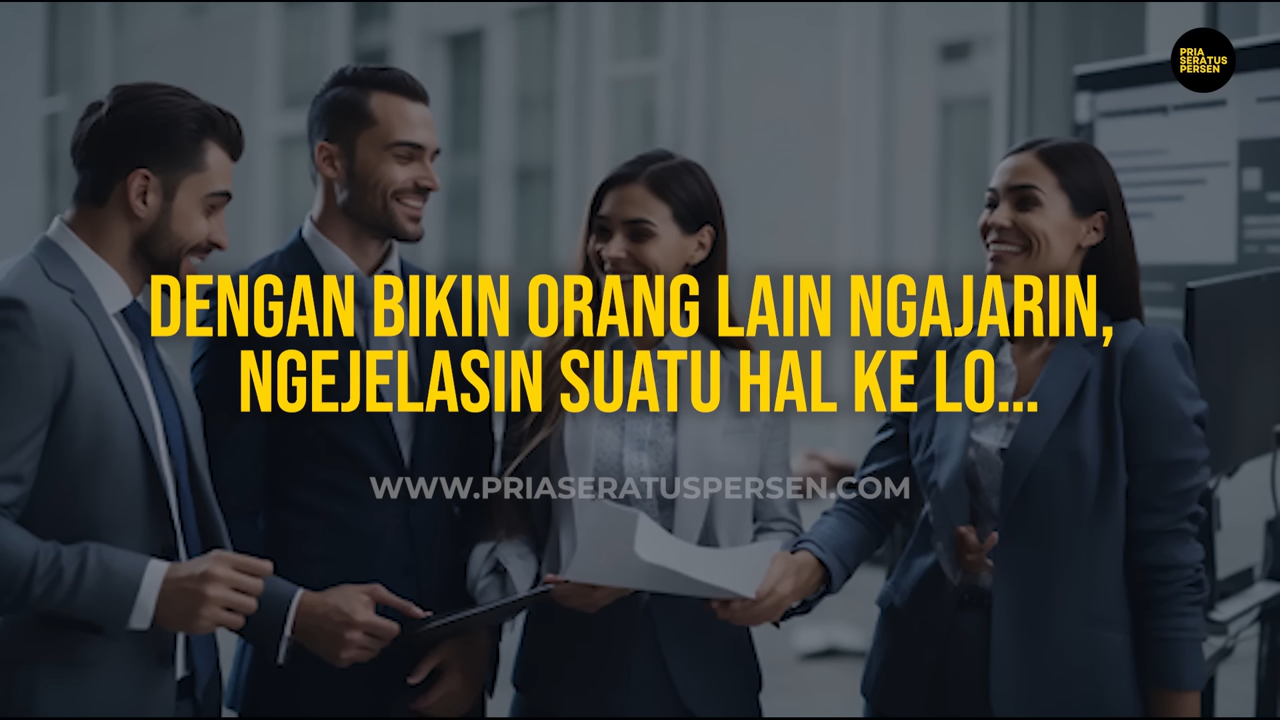 PRIA
SERATUS
PERSEN
DENGAN BIKIN ORANG LAIN NGAJARIN,
NGEJELASIN SUATU HAL KE LO...
WWW.PRIASERATUSPERSEN.COM